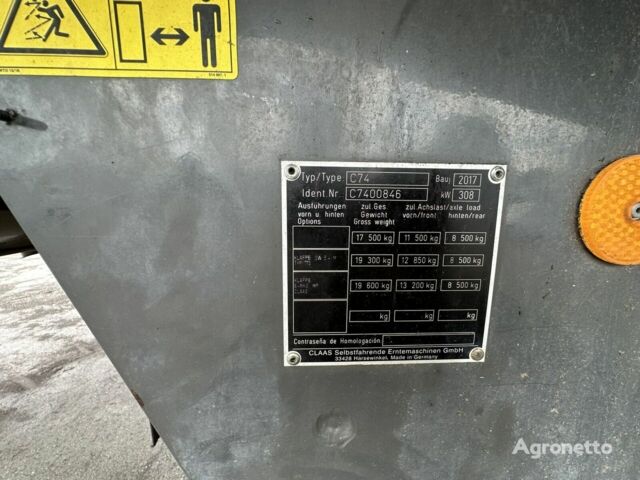 Typ/Type C74 Bauj. 2017
Ident.Nr. C7400846 kW 308
Ausführungen zul.Ges. zul Achslast/axle load
vorn u. hinten Gewicht vorn/front hinten/rear
Options Gross weight
17 500 kg 11 500 kg 8 500 kg
19 300 kg 12 850 kg 8 500 kg
19 600 kg 13 200 kg 8 500 kg
kg kg kg
Contraseña de Homologación:
CLAAS Selbstfahrende Erntemaschinen GmbH
33428 Harsewinkel, Made in Germany
Agronetto